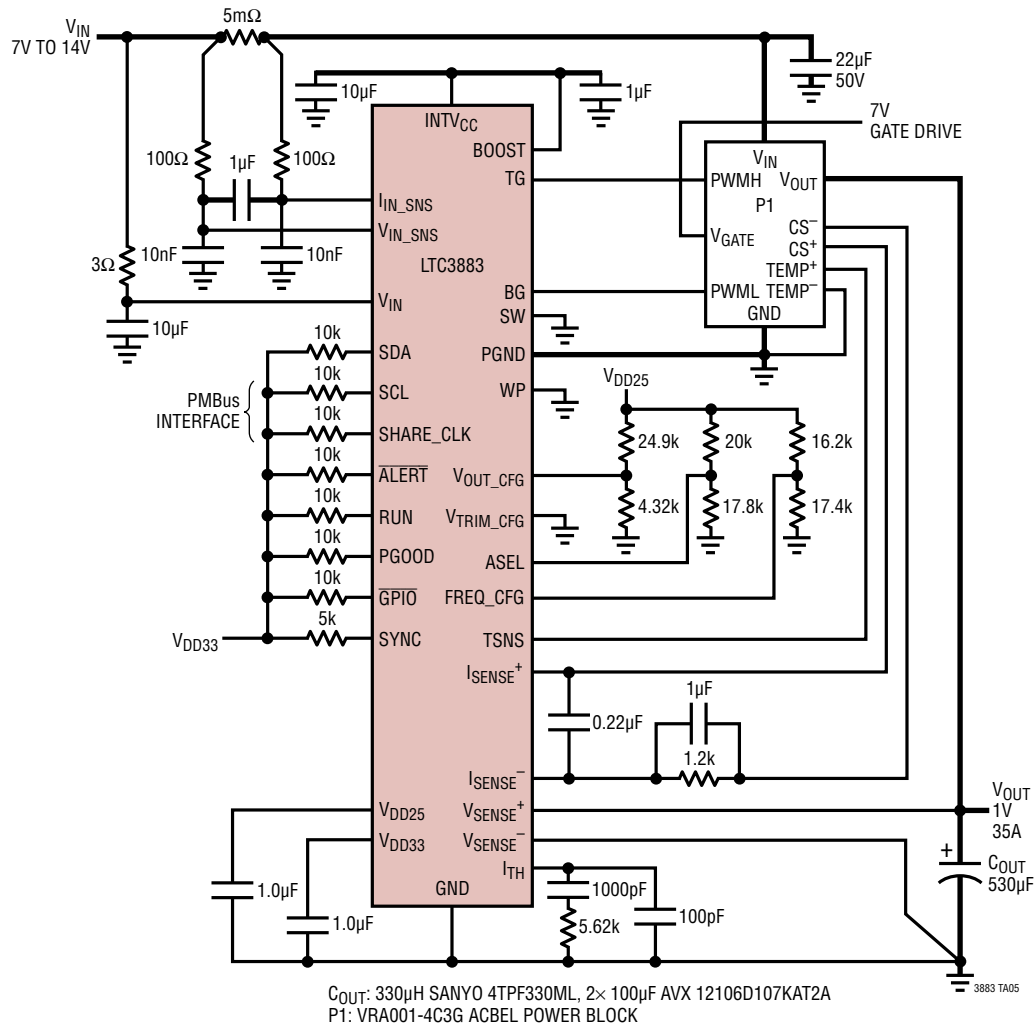 VIN
7V TO 14V
5mΩ
22µF
50V
10µF
1µF
7V
GATE DRIVE
INTVCC
BOOST
TG
100Ω
1µF
100Ω
IIN_SNS
VIN_SNS
10nF
10nF
3Ω
LTC3883
VIN
10µF
VIN
PWMH
VOUT
P1
CS–
VGATE
CS+
TEMP+
PWML
TEMP–
GND
BG
SW
PGND
WP
10k
SDA
10k
SCL
PMBus
INTERFACE
10k
SHARE_CLK
10k
ALERT
10k
RUN
10k
PGOOD
10k
GPIO
5k
VDD33
SYNC
VDD25
24.9k
20k
16.2k
VOUT_CFG
4.32k
17.8k
17.4k
VTRIM_CFG
ASEL
FREQ_CFG
TSNS
ISENSE+
0.22µF
1µF
1.2k
ISENSE–
VDD25
VSENSE+
VOUT
1V
35A
VDD33
VSENSE–
ITH
+
COUT
530µF
1.0µF
1.0µF
GND
1000pF
5.62k
100pF
3883 TA05
COUT: 330µH SANYO 4TPF330ML, 2× 100µF AVX 12106D107KAT2A
P1: VRA001-4C3G ACBEL POWER BLOCK